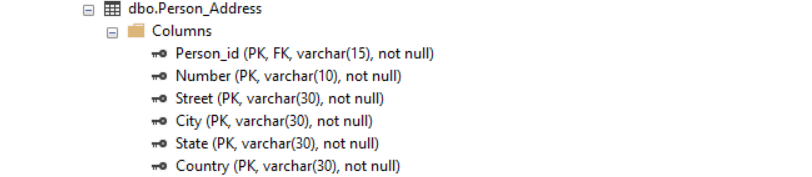 dbo.Person_Address
Columns
Person_id (PK, FK, varchar(15), not null)
Number (PK, varchar(10), not null)
Street (PK, varchar(30), not null)
City (PK, varchar(30), not null)
State (PK, varchar(30), not null)
Country (PK, varchar(30), not null)